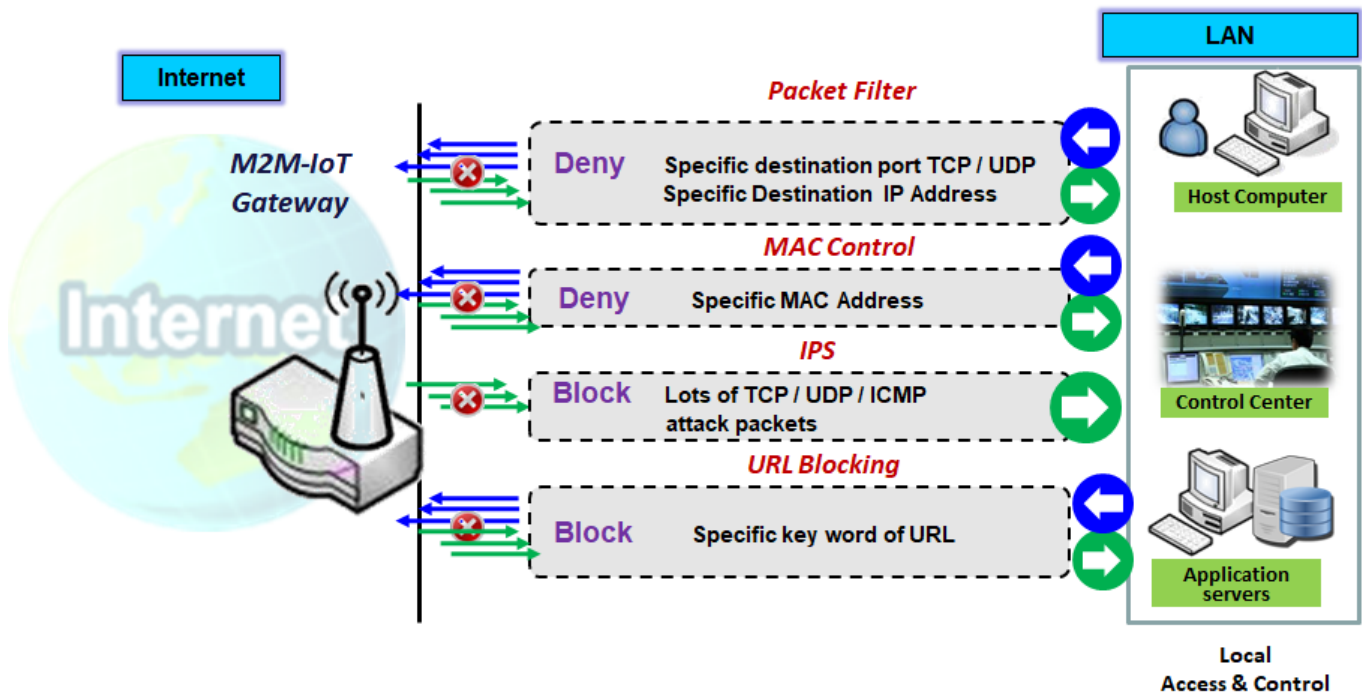 Internet
LAN
M2M-IoT
Gateway
Internet
Packet Filter
Deny
Specific destination port TCP / UDP
Specific Destination IP Address
MAC Control
Deny
Specific MAC Address
IPS
Block
Lots of TCP / UDP / ICMP
attack packets
URL Blocking
Block
Specific key word of URL
Host Computer
Control Center
Application
servers
Local
Access & Control